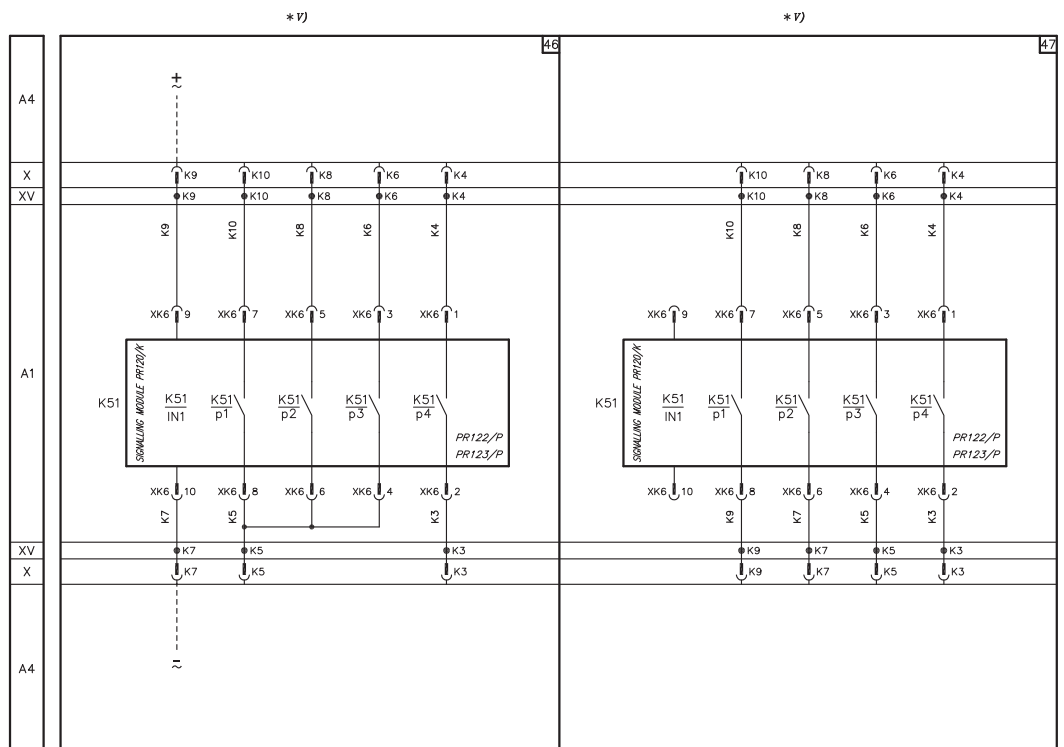 * V) * V)
46 47
A4
+
~
X K9 K10 K8 K6 K4 K10 K8 K6 K4
XV K9 K10 K8 K6 K4 K10 K8 K6 K4
K9 K10 K8 K6 K4 K10 K8 K6 K4
XK6 9 XK6 7 XK6 5 XK6 3 XK6 1 XK6 9 XK6 7 XK6 5 XK6 3 XK6 1
A1
SIGNALLING MODULE PR120/K SIGNALLING MODULE PR120/K
K51 K51 K51 K51 K51 K51 K51 K51 K51 K51 K51 K51
IN1 p1 p2 p3 p4 IN1 p1 p2 p3 p4
PR122/P PR122/P
PR123/P PR123/P
XK6 10 XK6 8 XK6 6 XK6 4 XK6 2 XK6 10 XK6 8 XK6 6 XK6 4 XK6 2
K7 K5 K3 K9 K7 K5 K3
XV K7 K5 K3 K9 K7 K5 K3
X K7 K5 K3 K9 K7 K5 K3
A4
-
~